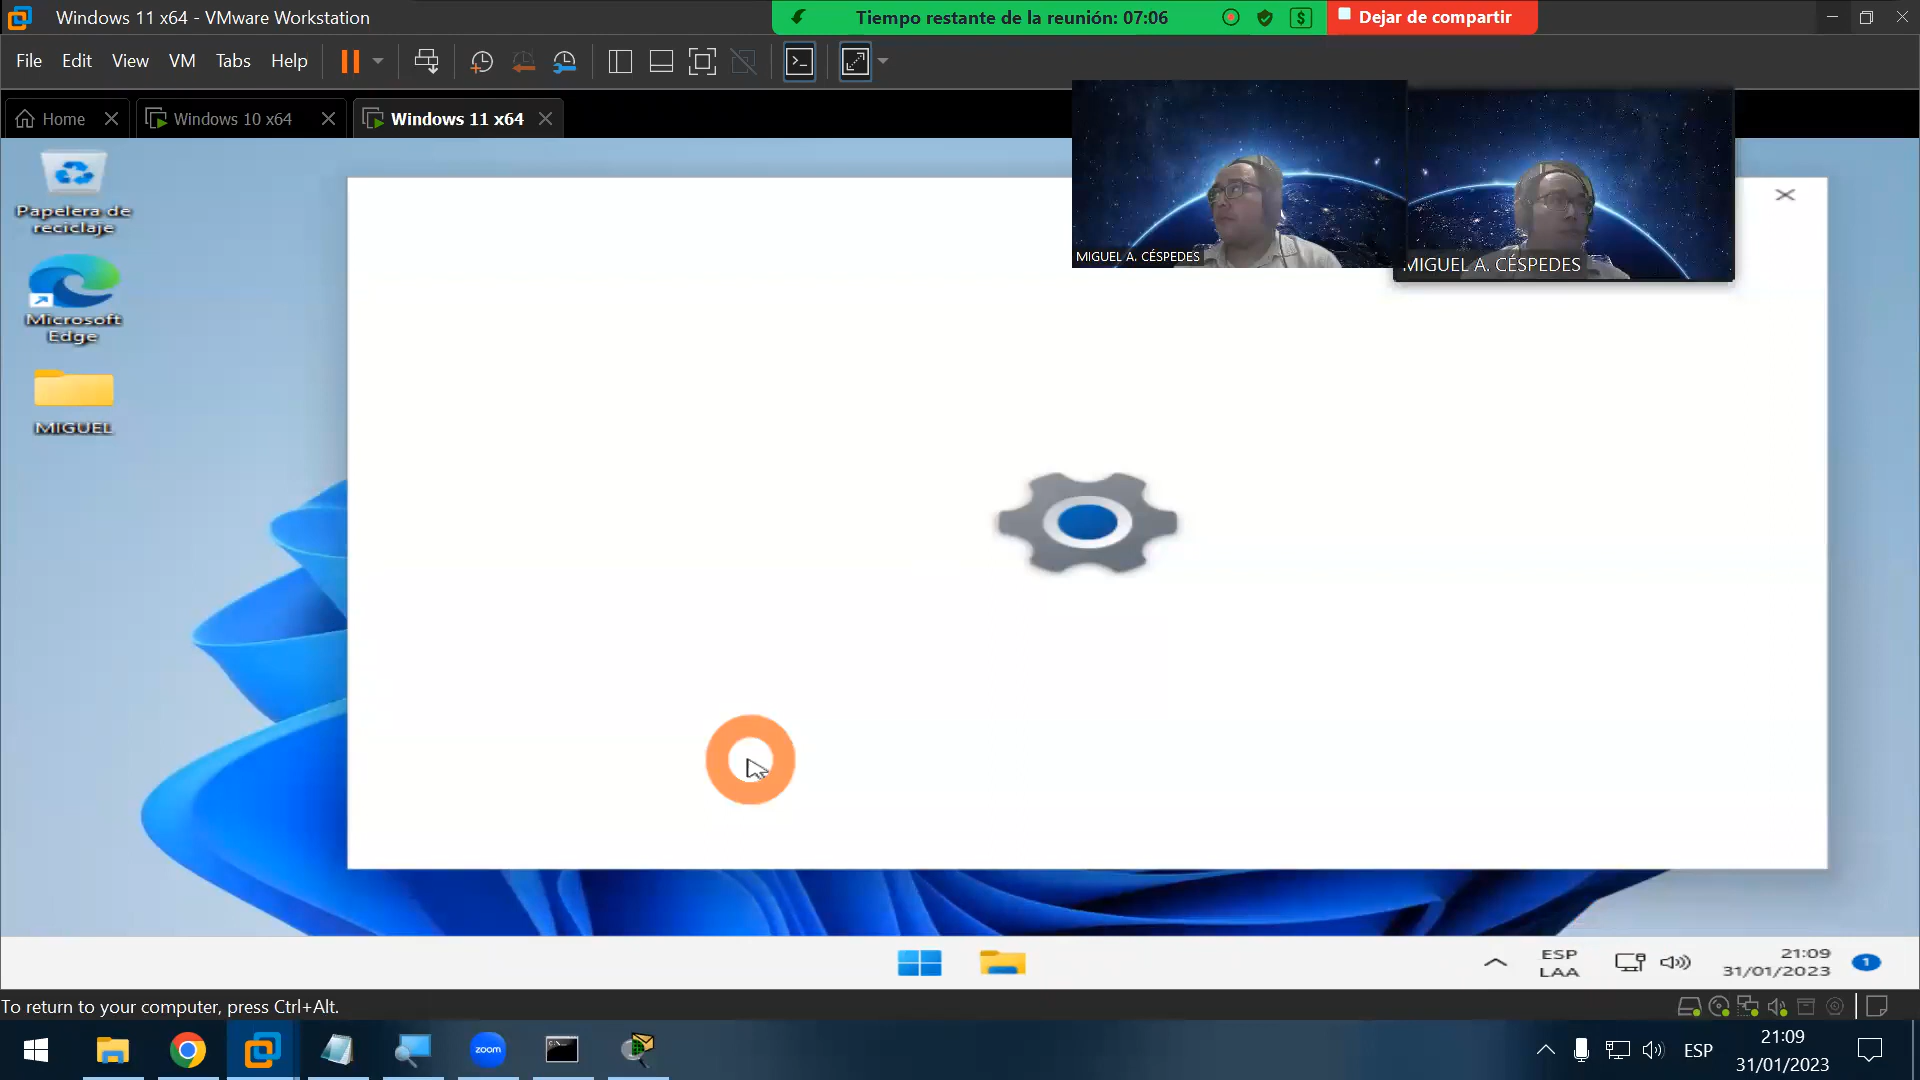 Windows 11 x64 - VMware Workstation
Tiempo restante de la reunión: 07:06
Dejar de compartir
File Edit View VM Tabs Help
Home
Windows 10 x64
Windows 11 x64
MIGUEL A. CÉSPEDES
MIGUEL A. CÉSPEDES
Papelera de
reciclaje
Microsoft
Edge
MIGUEL
ESP
LAA
21:09
31/01/2023
1
To return to your computer, press Ctrl+Alt.
zoom
ESP
21:09
31/01/2023